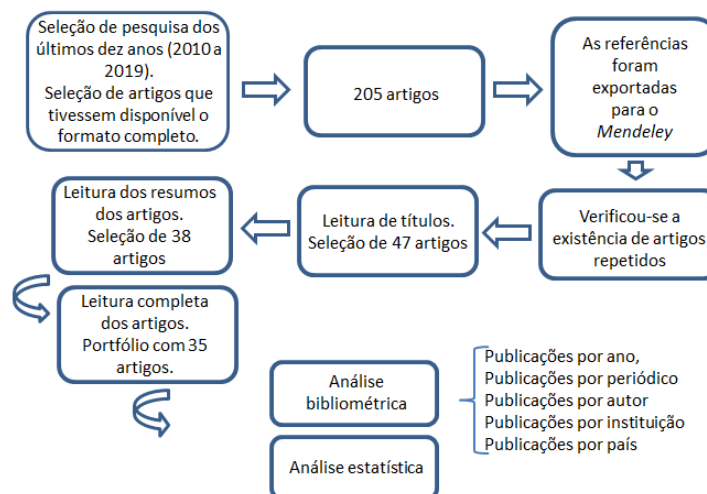 Seleção de pesquisa dos
últimos dez anos (2010 a
2019).
Seleção de artigos que
tivessem disponível o
formato completo.
205 artigos
As referências
foram
exportadas
para o
Mendeley
Verificou-se a
existência de artigos
repetidos
Leitura de títulos.
Seleção de 47 artigos
Leitura dos resumos
dos artigos.
Seleção de 38
artigos
Leitura completa
dos artigos.
Portfólio com 35
artigos.
Análise
bibliométrica
Publicações por ano,
Publicações por periódico
Publicações por autor
Publicações por instituição
Publicações por país
Análise estatística